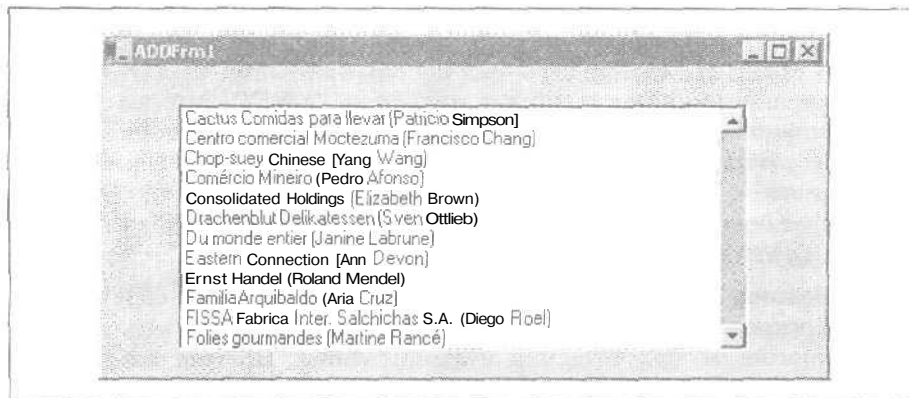 ADOFrm1
Cactus Comidas para llevar (Patricio Simpson]
Centro comercial Moctezuma (Francisco Chang)
Chop-suey Chinese [Yang Wang)
Comércio Mineiro (Pedro Afonso)
Consolidated Holdings (Elizabeth Brown)
Drachenblut Delikatessen (Sven Ottlieb)
Du monde entier (Janine Labrune)
Eastern Connection [Ann Devon)
Ernst Handel (Roland Mendel)
Familia Arquibaldo (Aria Cruz)
FISSA Fabrica Inter. Salchichas S.A. (Diego Roel)
Folies gourmandes (Martine Rancé)